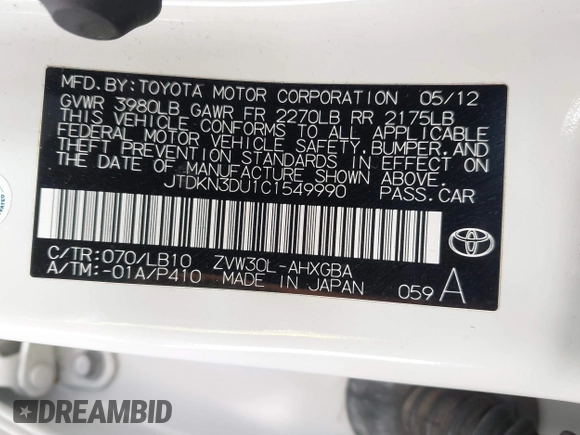 MFD.BY:TOYOTA MOTOR CORPORATION 05/12
GVWR 3980LB GAWR FR 2270LB RR 2175LB
THIS VEHICLE CONFORMS TO ALL APPLICABLE
FEDERAL MOTOR VEHICLE SAFETY,BUMPER,AND
THEFT PREVENTION STANDARDS IN EFFECT ON
THE DATE OF MANUFACTURE SHOWN ABOVE.
JTDKN3DU1C1549990 PASS.CAR
C/TR:070/LB10 ZVW30L-AHXGBA
A/TM:-01A/P410 MADE IN JAPAN
059 A
DREAMBID